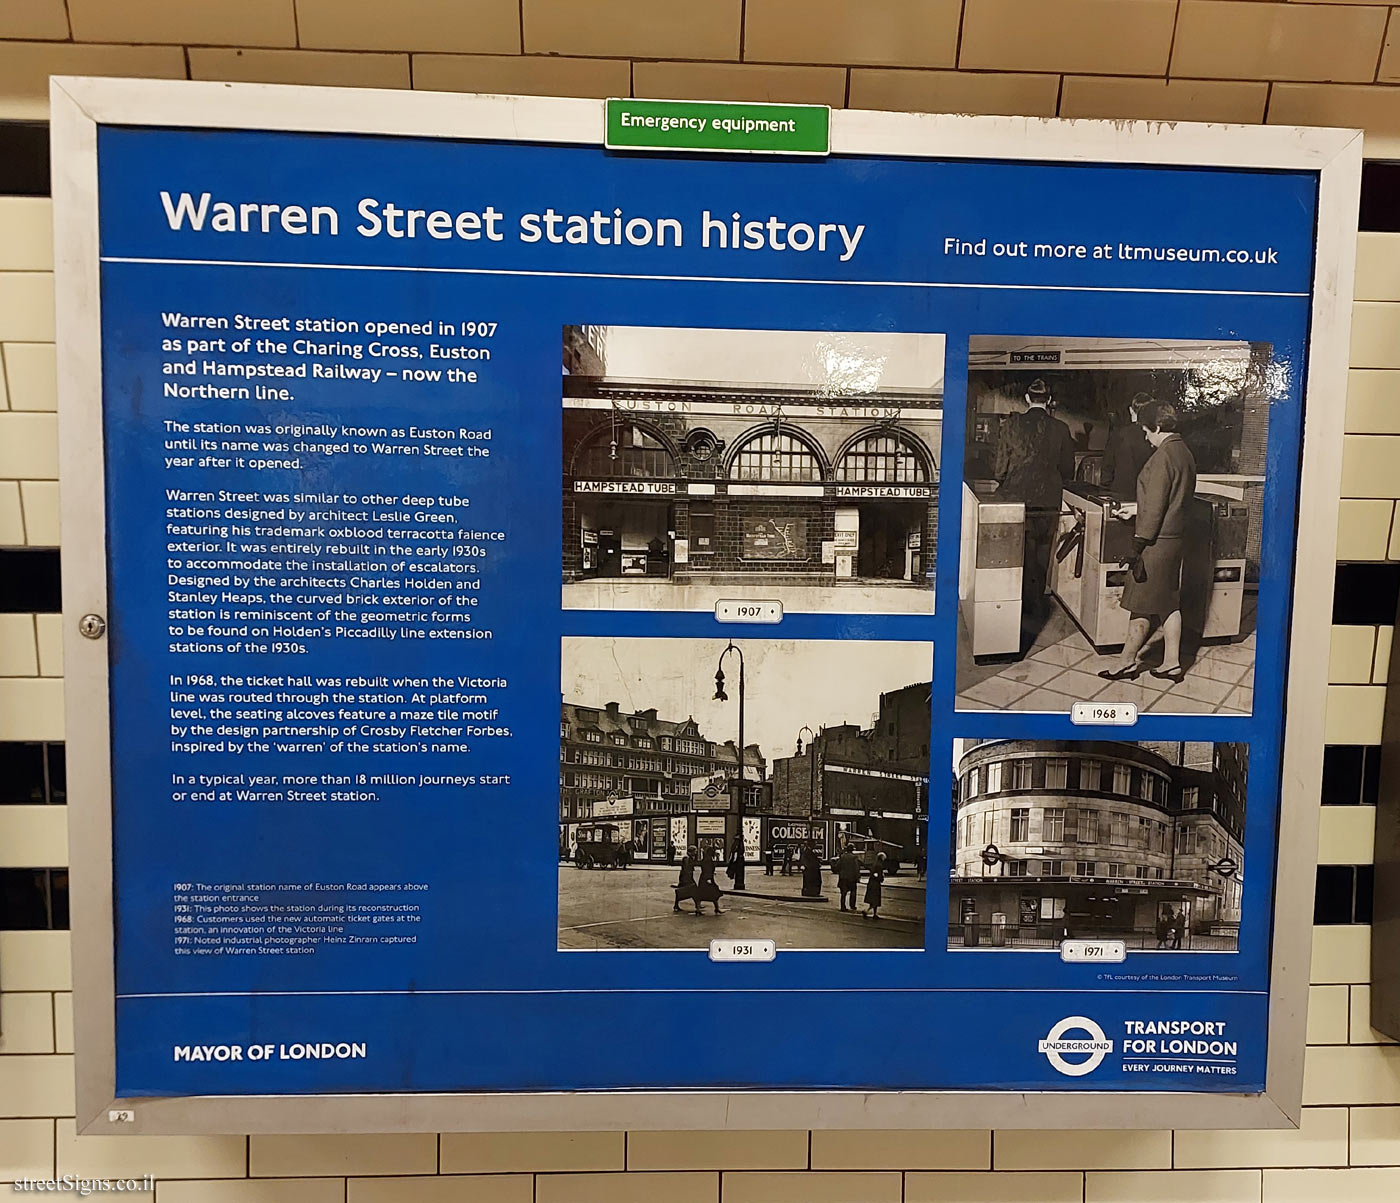 Emergency equipment
Warren Street station history
Find out more at ltmuseum.co.uk
Warren Street station opened in 1907
as part of the Charing Cross, Euston
and Hampstead Railway – now the
Northern line.
The station was originally known as Euston Road
until its name was changed to Warren Street the
year after it opened.
Warren Street was similar to other deep tube
stations designed by architect Leslie Green,
featuring his trademark oxblood terracotta faience
exterior. It was entirely rebuilt in the early 1930s
to accommodate the installation of escalators.
Designed by the architects Charles Holden and
Stanley Heaps, the curved brick exterior of the
station is reminiscent of the geometric forms
to be found on Holden's Piccadilly line extension
stations of the 1930s.
In 1968, the ticket hall was rebuilt when the Victoria
line was routed through the station. At platform
level, the seating alcoves feature a maze tile motif
by the design partnership of Crosby Fletcher Forbes,
inspired by the 'warren' of the station's name.
In a typical year, more than 18 million journeys start
or end at Warren Street station.
1907: The original station name of Euston Road appears above
the station entrance
1931: This photo shows the station during its reconstruction
1968: Customers used the new automatic ticket gates at the
station, an innovation of the Victoria line
1971: Noted industrial photographer Heinz Zinram captured
this view of Warren Street station
EUSTON ROAD STATION
HAMPSTEAD TUBE
HAMPSTEAD TUBE
1907
TO THE TRAINS
1968
WARREN STREET
COLISEUM
1931
STREET STATION
WARREN STREET STATION
1971
© TfL courtesy of the London Transport Museum
MAYOR OF LONDON
UNDERGROUND
TRANSPORT
FOR LONDON
EVERY JOURNEY MATTERS
streetSigns.co.il